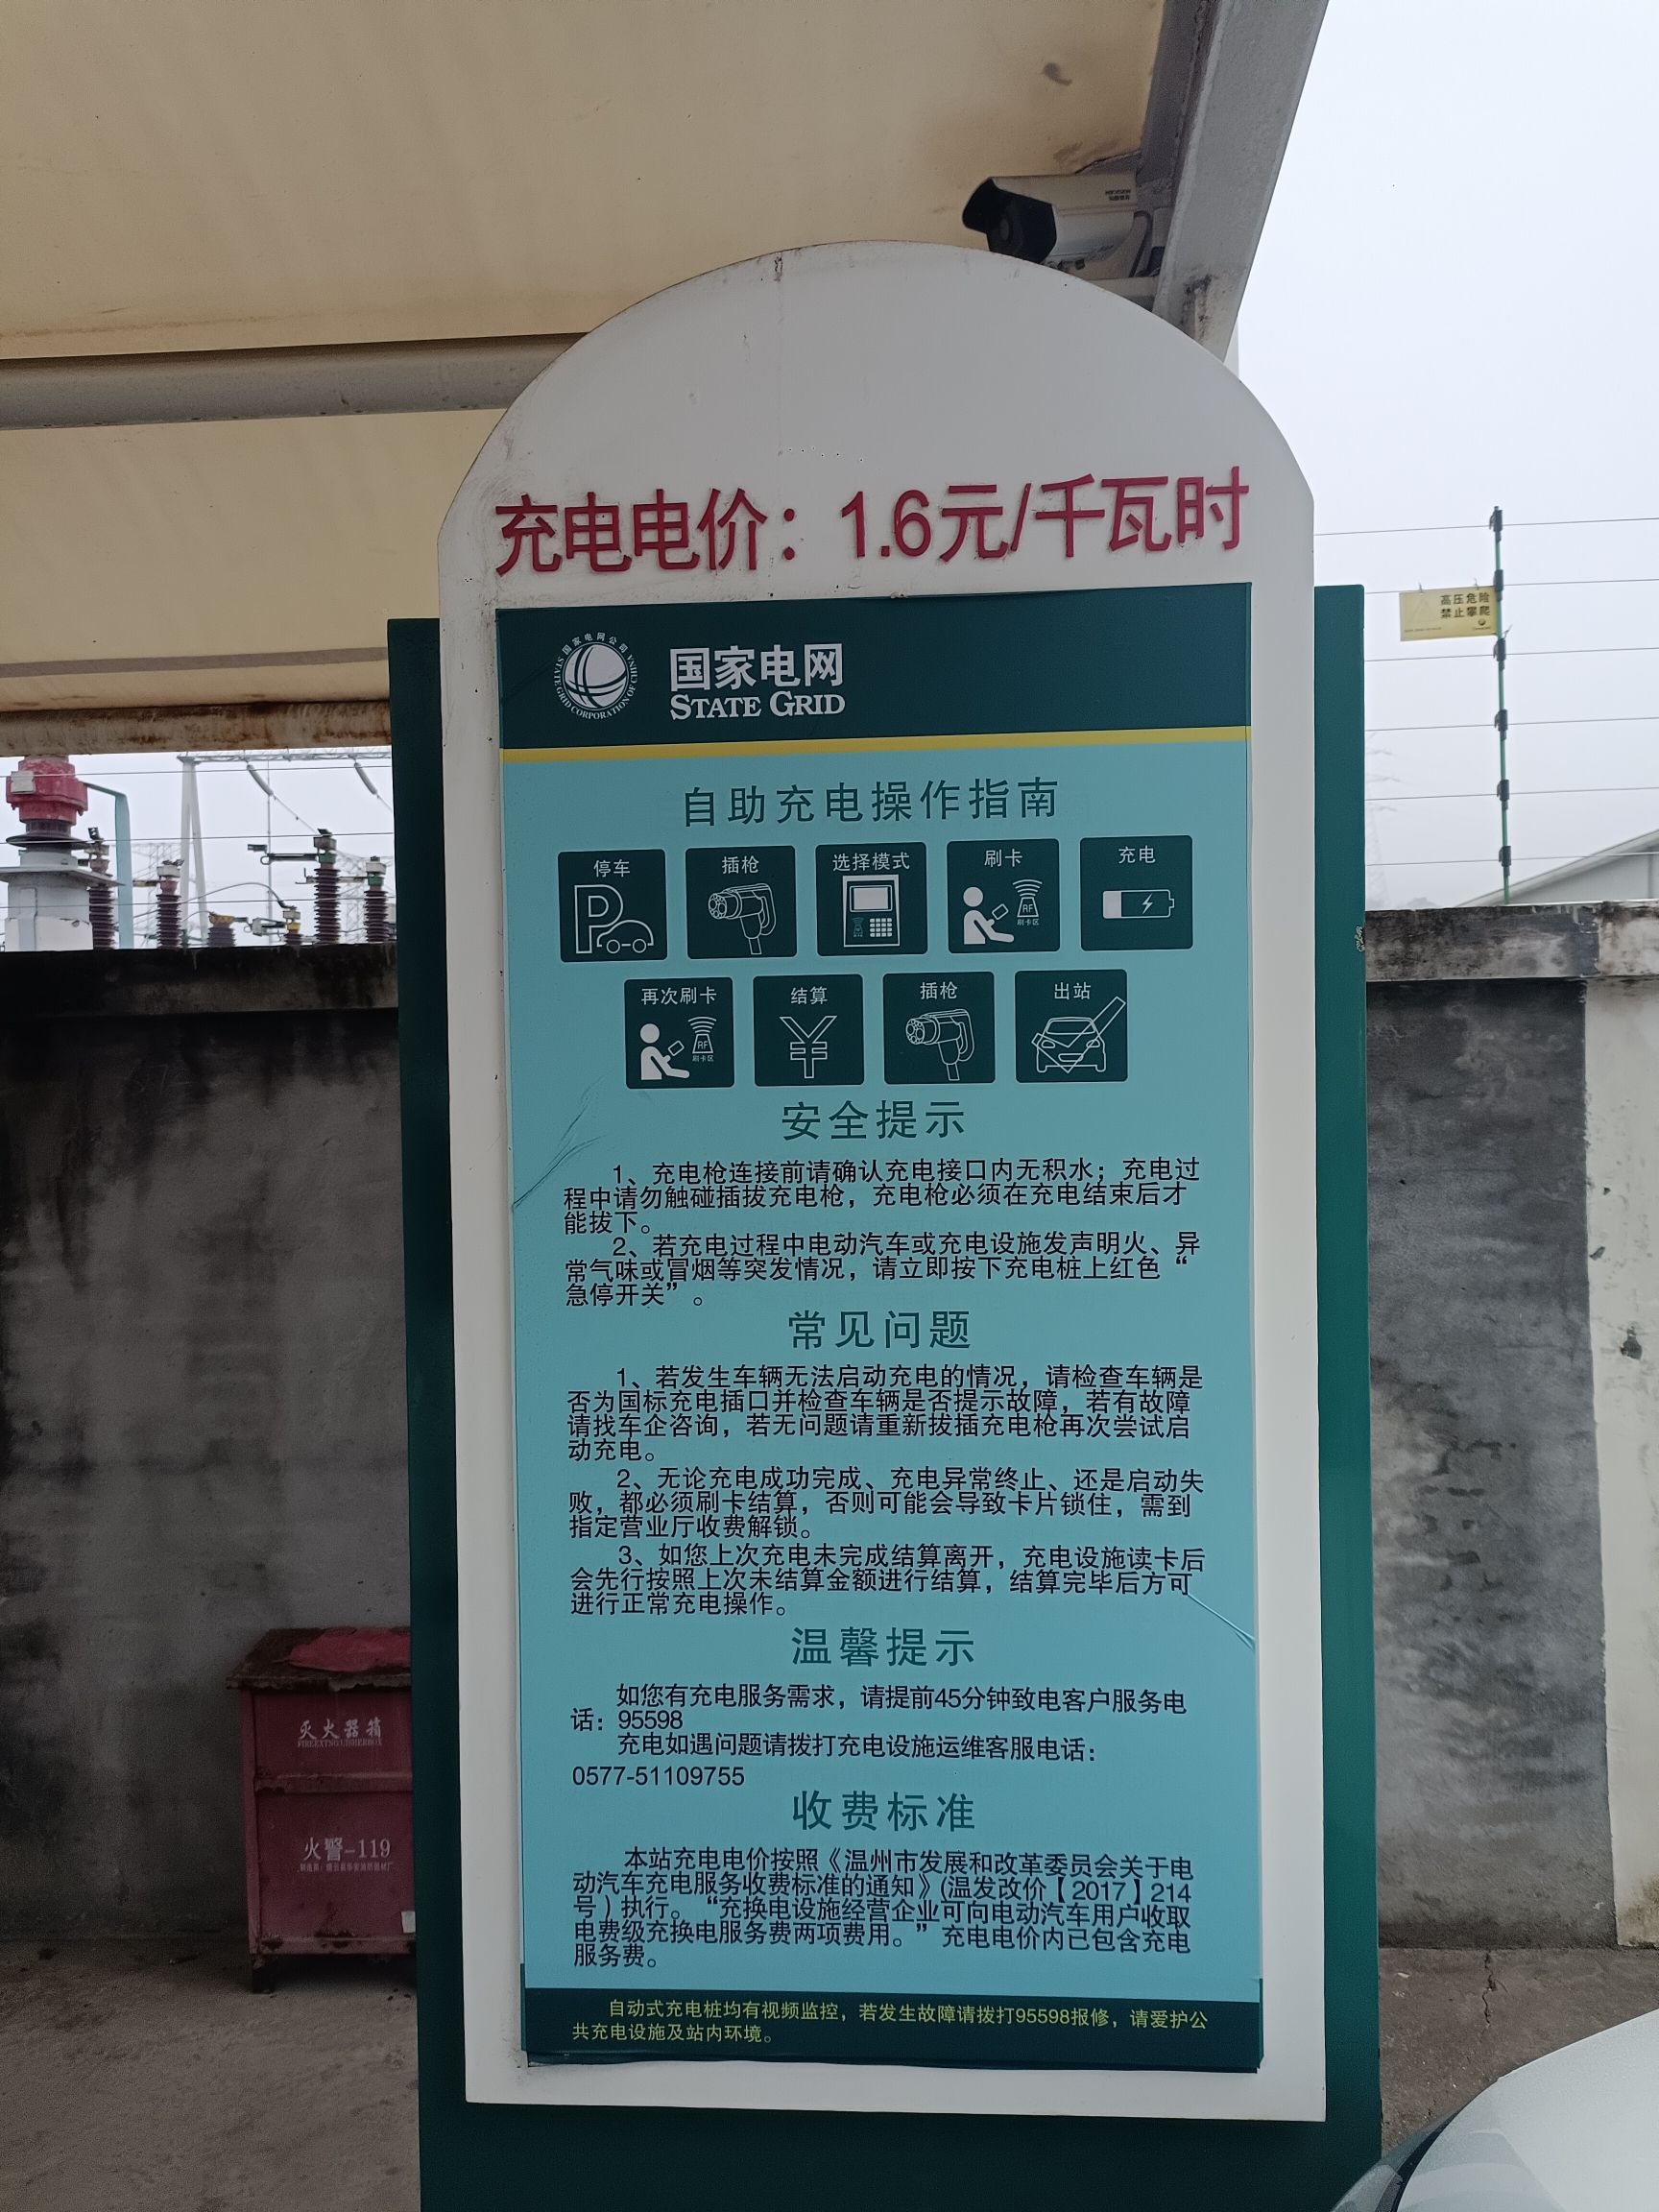 充电电价：1.6元/千瓦时
国家电网公司
STATE GRID CORPORATION OF CHINA
国家电网
STATE GRID
高压危险
禁止攀爬
自助充电操作指南
停车 插枪 选择模式 刷卡 充电
P
RF
刷卡区
再次刷卡 结算 插枪 出站
RF
刷卡区
¥
安全提示
1、充电枪连接前请确认充电接口内无积水；充电过
程中请勿触碰插拔充电枪，充电枪必须在充电结束后才
能拔下。
2、若充电过程中电动汽车或充电设施发声明火、异
常气味或冒烟等突发情况，请立即按下充电桩上红色“
急停开关”。
常见问题
1、若发生车辆无法启动充电的情况，请检查车辆是
否为国标充电插口并检查车辆是否提示故障，若有故障
请找车企咨询，若无问题请重新拔插充电枪再次尝试启
动充电。
2、无论充电成功完成、充电异常终止、还是启动失
败，都必须刷卡结算，否则可能会导致卡片锁住，需到
指定营业厅收费解锁。
3、如您上次充电未完成结算离开，充电设施读卡后
会先行按照上次未结算金额进行结算，结算完毕后方可
进行正常充电操作。
温馨提示
如您有充电服务需求，请提前45分钟致电客户服务电
话：95598
充电如遇问题请拨打充电设施运维客服电话：
0577-51109755
收费标准
本站充电电价按照《温州市发展和改革委员会关于电
动汽车充电服务收费标准的通知》(温发改价【2017】214
号）执行。“充换电设施经营企业可向电动汽车用户收取
电费级充换电服务费两项费用。”充电电价内已包含充电
服务费。
自动式充电桩均有视频监控，若发生故障请拨打95598报修，请爱护公
共充电设施及站内环境。
灭火器箱
火警-119